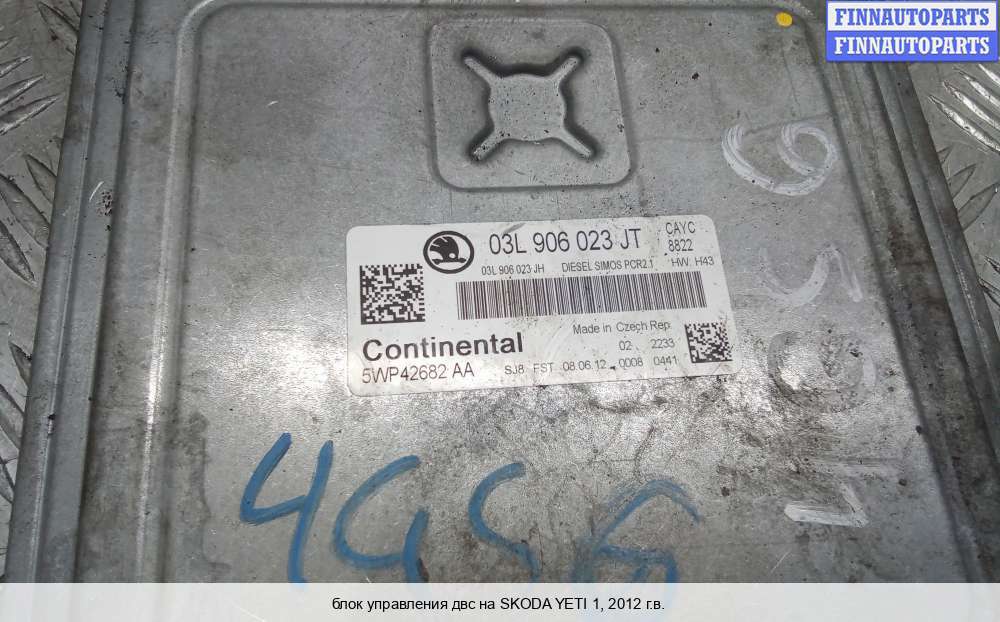 FINNAUTOPARTS
FINNAUTOPARTS
03L 906 023 JT
CAYC
8822
03L 906 023 JH DIESEL SIMOS PCR2.1 HW: H43
Made in Czech Rep.
02 2233
Continental
5WP42682 AA
SJ8 FST 08.06.12 0008 0441
блок управления двс на SKODA YETI 1, 2012 г.в.